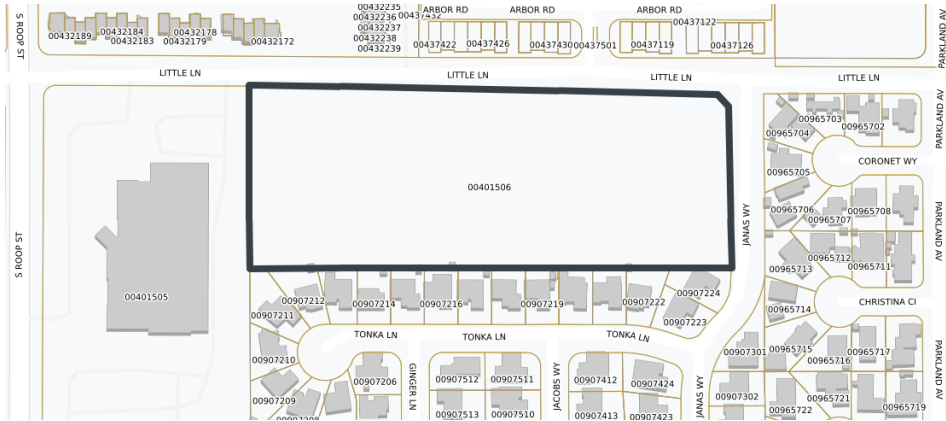 00432235
00432236
00432237
00432238
00432239
ARBOR RD
ARBOR RD
ARBOR RD
00437432
00437122
S ROOP ST
00432189
00432184
00432183
00432178
00432179
00432172
00437422
00437426
00437430
00437501
00437119
00437126
PARKLAND AV
LITTLE LN
LITTLE LN
LITTLE LN
LITTLE LN
00965703
00965704
00965702
PARKLAND AV
CORONET WY
00965705
00401506
00965706
00965707
00965708
JANAS WY
PARKLAND AV
S ROOP ST
00965712
00965711
00965713
00401505
00907212
00907214
00907216
00907219
00907222
00907224
00907211
00907223
00965714
CHRISTINA CI
TONKA LN
TONKA LN
TONKA LN
00907210
00907301
00965715
00965716
00965717
PARKLAND AV
00907206
GINGER LN
00907512
00907511
JACOBS WY
00907412
00907424
JANAS WY
00907302
00907209
00965721
00965722
00965719
00907513
00907510
00907413
00907423